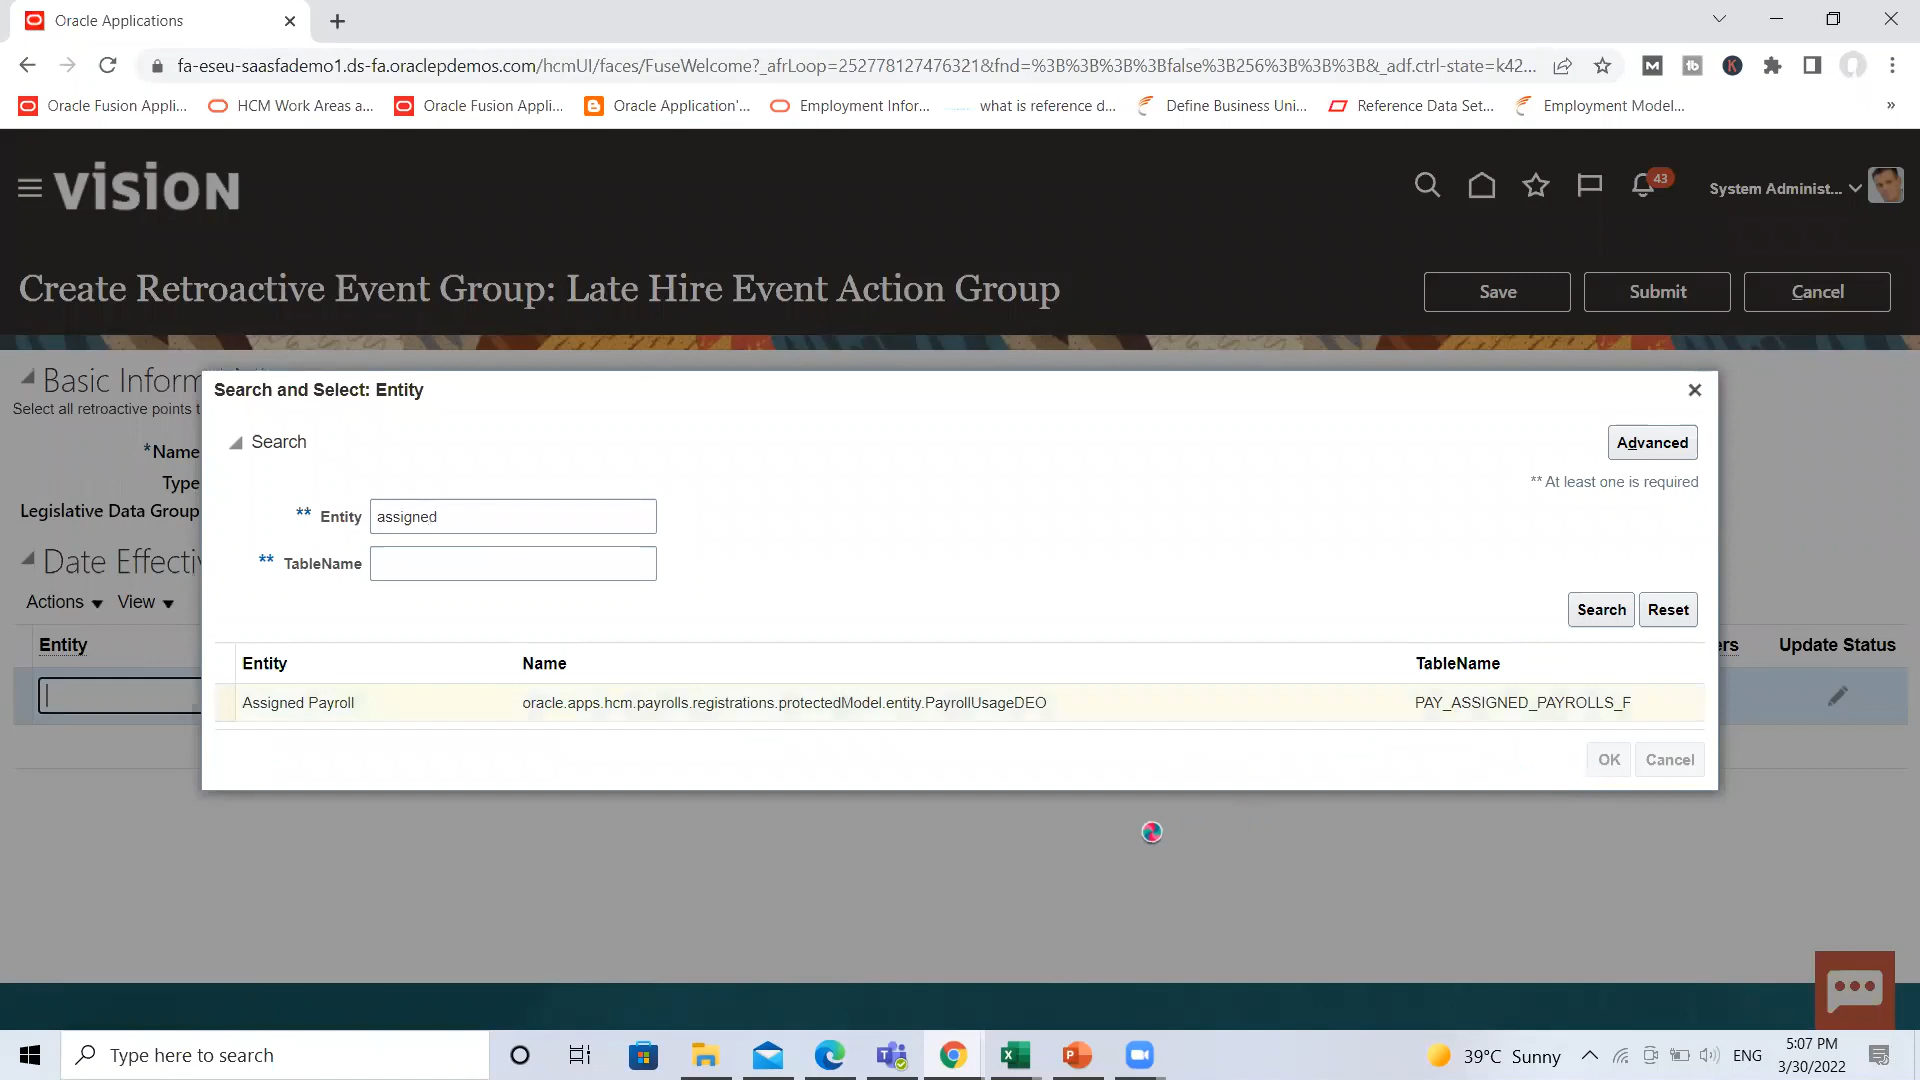 Oracle Applications
fa-eseu-saasfademo1.ds-fa.oraclepdemos.com/hcmUI/faces/FuseWelcome?_afrLoop=252778127476321&fnd=%3B%3B%3B%3Bfalse%3B256%3B%3B%3B&_adf.ctrl-state=k42...
Oracle Fusion Appli... HCM Work Areas a... Oracle Fusion Appli... Oracle Application'... Employment Infor... what is reference d... Define Business Uni... Reference Data Set... Employment Model... »
vision
43
System Administ...
Create Retroactive Event Group: Late Hire Event Action Group
Save Submit Cancel
Basic Inform
Select all retroactive points t
*Name
Type
Legislative Data Group
Date Effecti
Actions View
Entity
ers Update Status
Search and Select: Entity
Search
Advanced
** At least one is required
** Entity assigned
** TableName
Search Reset
Entity Name TableName
Assigned Payroll oracle.apps.hcm.payrolls.registrations.protectedModel.entity.PayrollUsageDEO PAY_ASSIGNED_PAYROLLS_F
OK Cancel
Type here to search
39°C Sunny
ENG
5:07 PM
3/30/2022